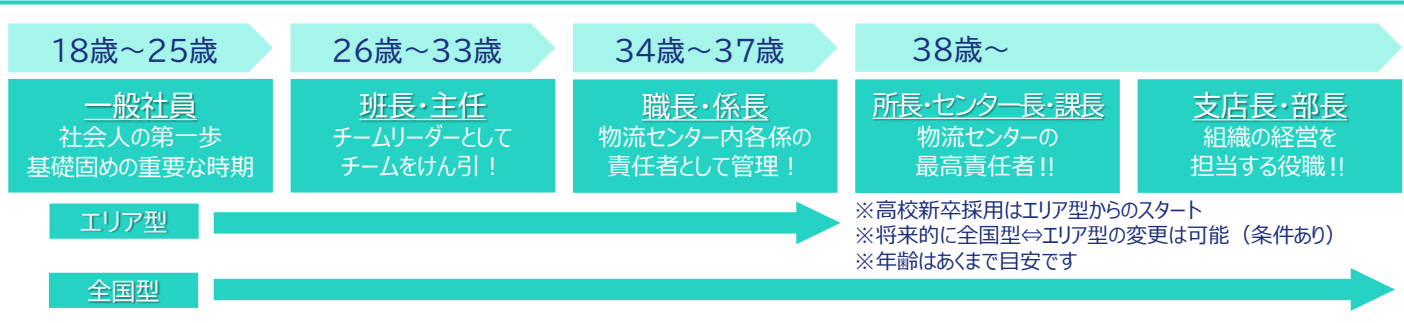 18歳～25歳
26歳～33歳
34歳～37歳
38歳～
一般社員
社会人の第一歩
基礎固めの重要な時期
班長・主任
チームリーダーとして
チームをけん引！
職長・係長
物流センター内各係の
責任者として管理！
所長・センター長・課長
物流センターの
最高責任者!!
支店長・部長
組織の経営を
担当する役職!!
エリア型
※高校新卒採用はエリア型からのスタート
※将来的に全国型⇔エリア型の変更は可能（条件あり）
※年齢はあくまで目安です
全国型